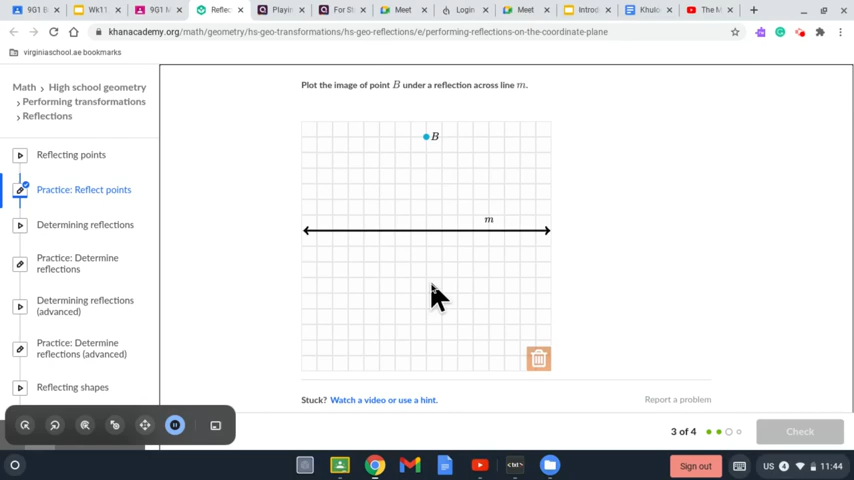 9G1 B
Wk11
9G1 M
Reflec
Playin
For St
Meet
Login
Meet
Introd
Khulo
The M
khanacademy.org/math/geometry/hs-geo-transformations/hs-geo-reflections/e/performing-reflections-on-the-coordinate-plane
virginiaschool.ae bookmarks
Math > High school geometry
> Performing transformations
> Reflections
Reflecting points
Practice: Reflect points
Determining reflections
Practice: Determine
reflections
Determining reflections
(advanced)
Practice: Determine
reflections (advanced)
Reflecting shapes
Plot the image of point B under a reflection across line m.
B
m
Stuck? Watch a video or use a hint.
Report a problem
3 of 4
Check
Sign out
US
4
11:44